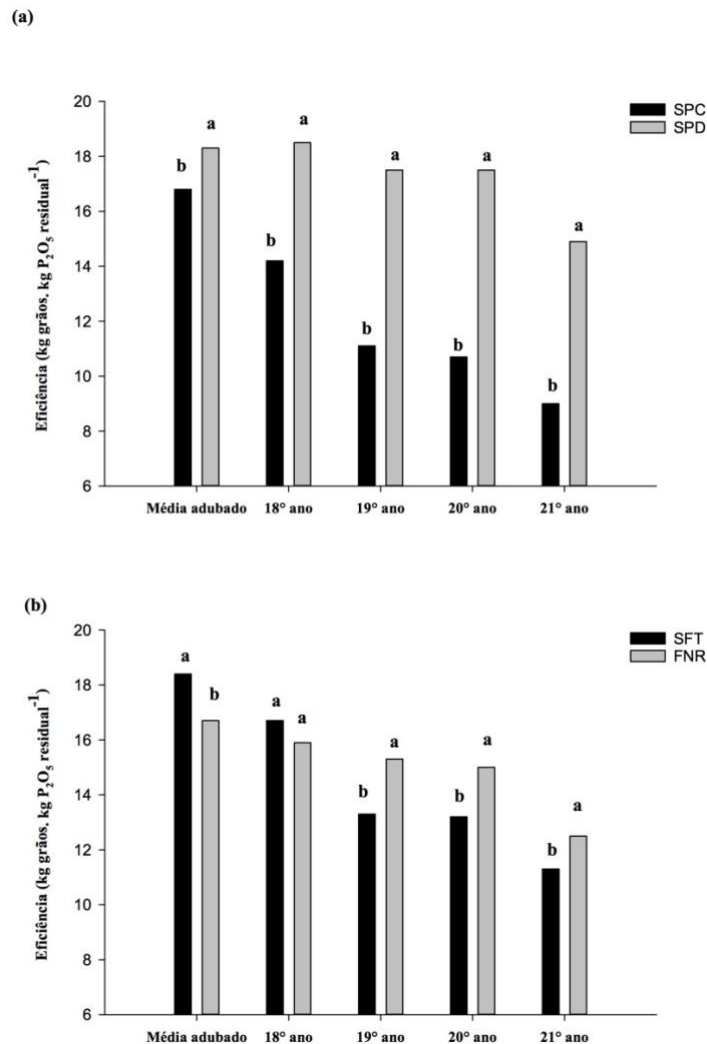 (a)
Eficiência (kg grãos. kg P₂O₅ residual⁻¹)
20
18
16
14
12
10
8
6
b
a
b
a
b
a
b
a
b
a
SPC
SPD
Média adubado
18° ano
19° ano
20° ano
21° ano
(b)
Eficiência (kg grãos. kg P₂O₅ residual⁻¹)
20
18
16
14
12
10
8
6
a
b
a
a
b
a
b
a
b
a
SFT
FNR
Média adubado
18° ano
19° ano
20° ano
21° ano